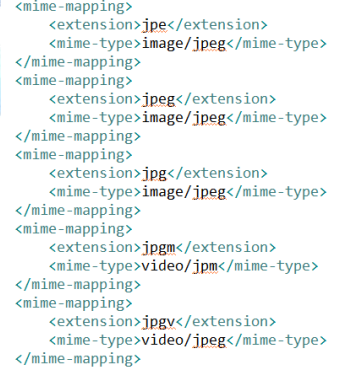 <mime-mapping>
<extension>jpe</extension>
<mime-type>image/jpeg</mime-type>
</mime-mapping>
<mime-mapping>
<extension>jpeg</extension>
<mime-type>image/jpeg</mime-type>
</mime-mapping>
<mime-mapping>
<extension>jpg</extension>
<mime-type>image/jpeg</mime-type>
</mime-mapping>
<mime-mapping>
<extension>jpgm</extension>
<mime-type>video/jpm</mime-type>
</mime-mapping>
<mime-mapping>
<extension>jpgv</extension>
<mime-type>video/jpeg</mime-type>
</mime-mapping>